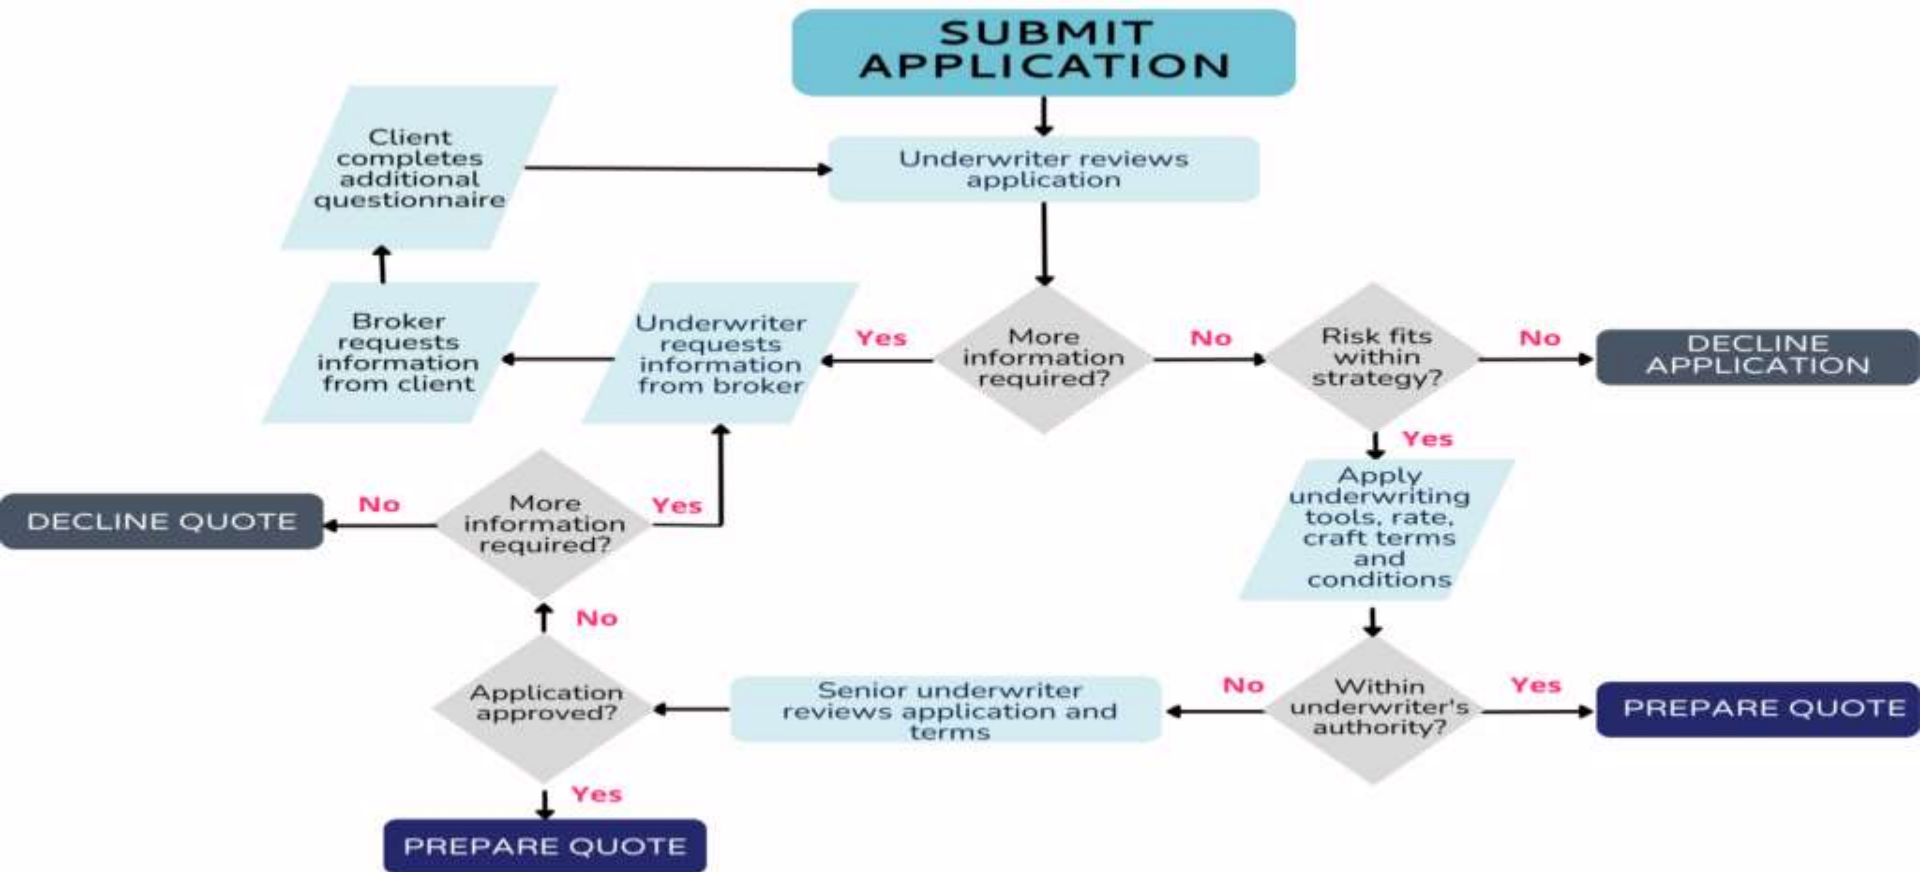 SUBMIT
APPLICATION
Client
completes
additional
questionnaire
Underwriter reviews
application
Broker
requests
information
from client
Underwriter
requests
information
from broker
Yes
More
information
required?
No
Risk fits
within
strategy?
No
DECLINE
APPLICATION
Yes
DECLINE QUOTE
No
More
information
required?
Yes
Apply
underwriting
tools, rate,
craft terms
and
conditions
No
Application
approved?
Senior underwriter
reviews application and
terms
No
Within
underwriter's
authority?
Yes
PREPARE QUOTE
Yes
PREPARE QUOTE